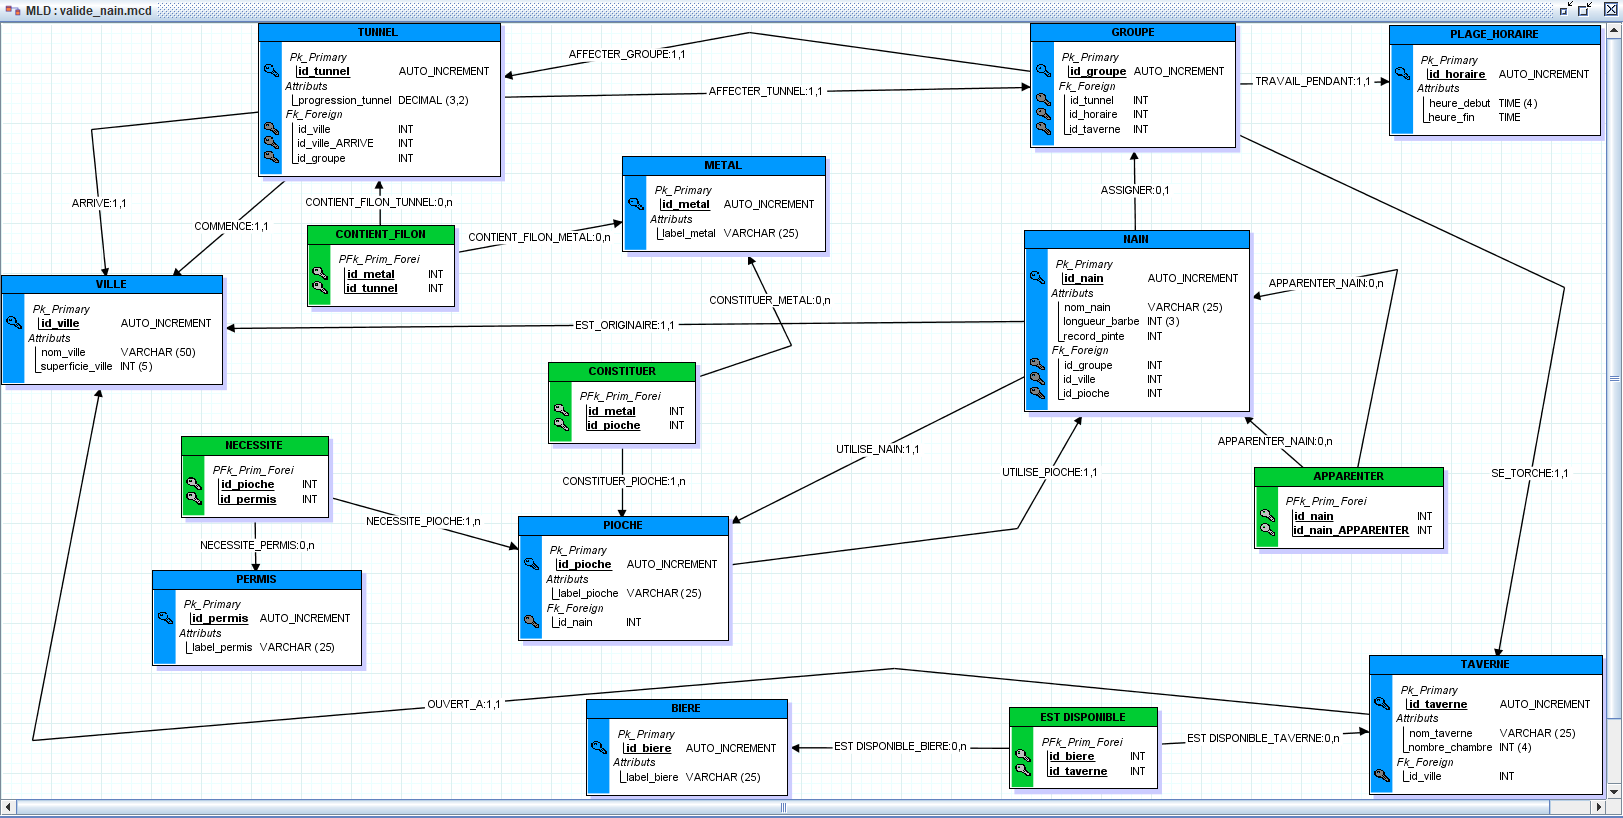 MLD : valide_nain.mcd
TUNNEL
Pk_Primary
id_tunnel AUTO_INCREMENT
Attributs
progression_tunnel DECIMAL (3,2)
Fk_Foreign
id_ville INT
id_ville_ARRIVE INT
id_groupe INT
AFFECTER_GROUPE:1,1
AFFECTER_TUNNEL:1,1
GROUPE
Pk_Primary
id_groupe AUTO_INCREMENT
Fk_Foreign
id_tunnel INT
id_horaire INT
id_taverne INT
TRAVAIL_PENDANT:1,1
PLAGE_HORAIRE
Pk_Primary
id_horaire AUTO_INCREMENT
Attributs
heure_debut TIME (4)
heure_fin TIME
METAL
Pk_Primary
id_metal AUTO_INCREMENT
Attributs
label_metal VARCHAR (25)
ARRIVE:1,1
COMMENCE:1,1
CONTIENT_FILON_TUNNEL:0,n
CONTIENT_FILON
PFk_Prim_Forei
id_metal INT
id_tunnel INT
CONTIENT_FILON_METAL:0,n
ASSIGNER:0,1
NAIN
Pk_Primary
id_nain AUTO_INCREMENT
Attributs
nom_nain VARCHAR (25)
longueur_barbe INT (3)
record_pinte INT
Fk_Foreign
id_groupe INT
id_ville INT
id_pioche INT
APPARENTER_NAIN:0,n
VILLE
Pk_Primary
id_ville AUTO_INCREMENT
Attributs
nom_ville VARCHAR (50)
superficie_ville INT (5)
CONSTITUER_METAL:0,n
EST_ORIGINAIRE:1,1
CONSTITUER
PFk_Prim_Forei
id_metal INT
id_pioche INT
NECESSITE
PFk_Prim_Forei
id_pioche INT
id_permis INT
UTILISE_NAIN:1,1
APPARENTER_NAIN:0,n
CONSTITUER_PIOCHE:1,n
UTILISE_PIOCHE:1,1
SE_TORCHE:1,1
APPARENTER
PFk_Prim_Forei
id_nain INT
id_nain_APPARENTER INT
NECESSITE_PIOCHE:1,n
NECESSITE_PERMIS:0,n
PIOCHE
Pk_Primary
id_pioche AUTO_INCREMENT
Attributs
label_pioche VARCHAR (25)
Fk_Foreign
id_nain INT
PERMIS
Pk_Primary
id_permis AUTO_INCREMENT
Attributs
label_permis VARCHAR (25)
OUVERT_A:1,1
BIERE
Pk_Primary
id_biere AUTO_INCREMENT
Attributs
label_biere VARCHAR (25)
EST DISPONIBLE_BIERE:0,n
EST DISPONIBLE
PFk_Prim_Forei
id_biere INT
id_taverne INT
EST DISPONIBLE_TAVERNE:0,n
TAVERNE
Pk_Primary
id_taverne AUTO_INCREMENT
Attributs
nom_taverne VARCHAR (25)
nombre_chambre INT (4)
Fk_Foreign
id_ville INT